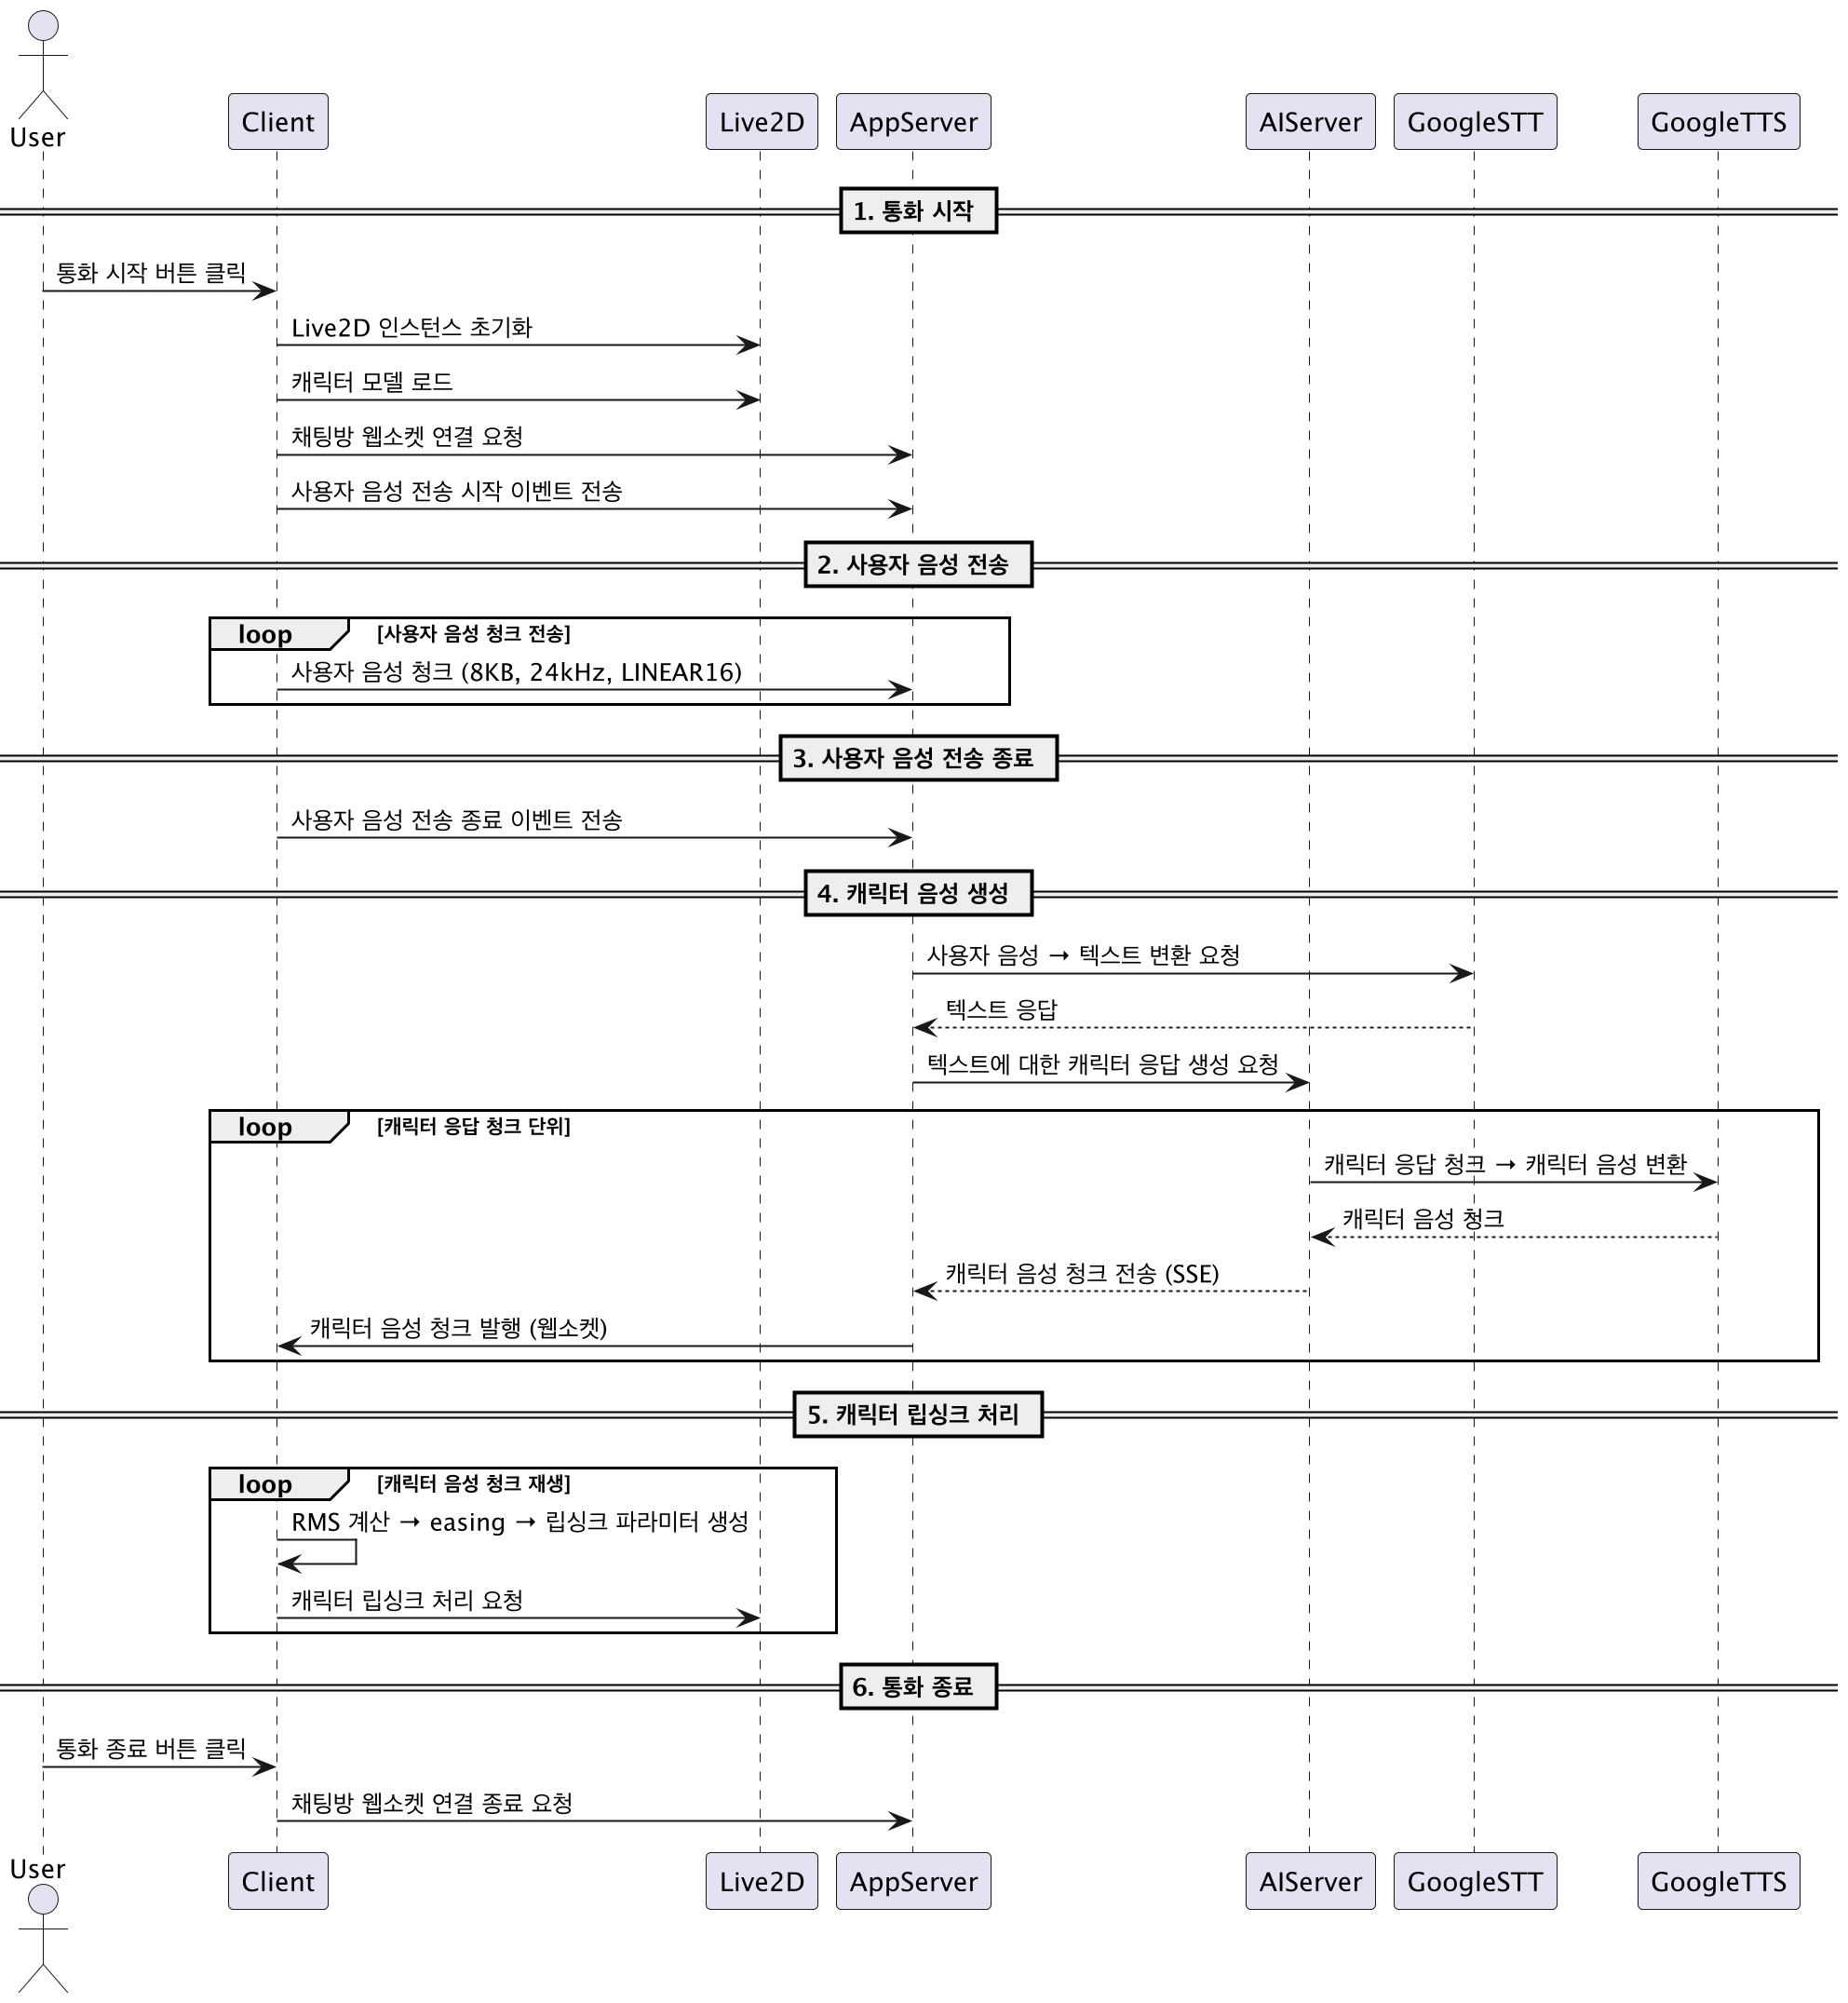 User
Client
Live2D
AppServer
AIServer
GoogleSTT
GoogleTTS
1. 통화 시작
통화 시작 버튼 클릭
Live2D 인스턴스 초기화
캐릭터 모델 로드
채팅방 웹소켓 연결 요청
사용자 음성 전송 시작 이벤트 전송
2. 사용자 음성 전송
loop [사용자 음성 청크 전송]
사용자 음성 청크 (8KB, 24kHz, LINEAR16)
3. 사용자 음성 전송 종료
사용자 음성 전송 종료 이벤트 전송
4. 캐릭터 음성 생성
사용자 음성 → 텍스트 변환 요청
텍스트 응답
텍스트에 대한 캐릭터 응답 생성 요청
loop [캐릭터 응답 청크 단위]
캐릭터 응답 청크 → 캐릭터 음성 변환
캐릭터 음성 청크
캐릭터 음성 청크 전송 (SSE)
캐릭터 음성 청크 발행 (웹소켓)
5. 캐릭터 립싱크 처리
loop [캐릭터 음성 청크 재생]
RMS 계산 → easing → 립싱크 파라미터 생성
캐릭터 립싱크 처리 요청
6. 통화 종료
통화 종료 버튼 클릭
채팅방 웹소켓 연결 종료 요청
User
Client
Live2D
AppServer
AIServer
GoogleSTT
GoogleTTS